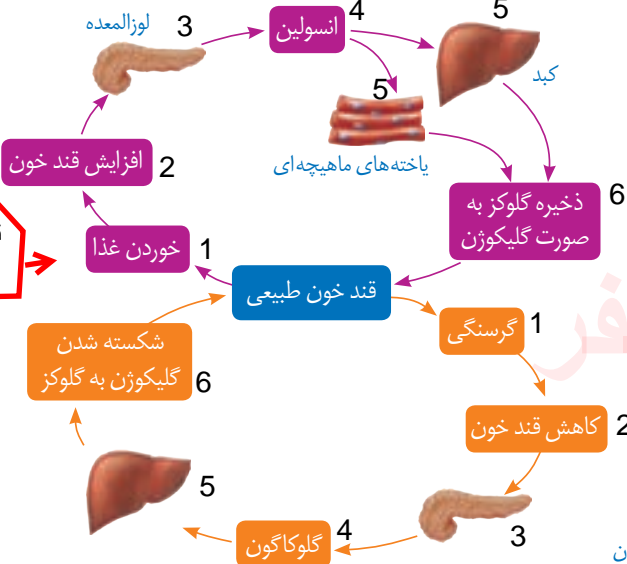 لوزالمعده
3
4
انسولین
5
کبد
5
یاخته‌های ماهیچه‌ای
افزایش قند خون
2
6
ذخیره گلوکز به
صورت گلیکوژن
خوردن غذا
1
قند خون طبیعی
گرسنگی
1
شکسته شدن
گلیکوژن به گلوکز
6
کاهش قند خون
2
5
گلوکاگون
4
3